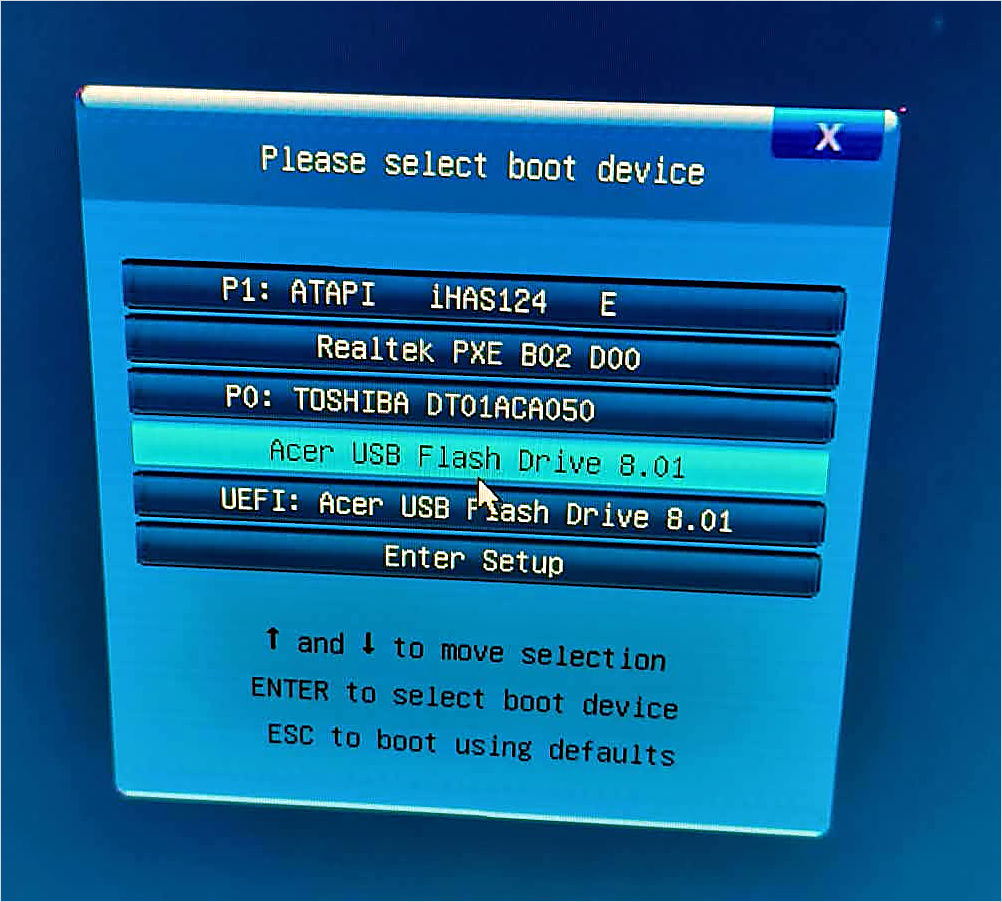 X
Please select boot device
P1: ATAPI iHAS124 E
Realtek PXE B02 D00
P0: TOSHIBA DT01ACA050
Acer USB Flash Drive 8.01
UEFI: Acer USB Flash Drive 8.01
Enter Setup
↑ and ↓ to move selection
ENTER to select boot device
ESC to boot using defaults